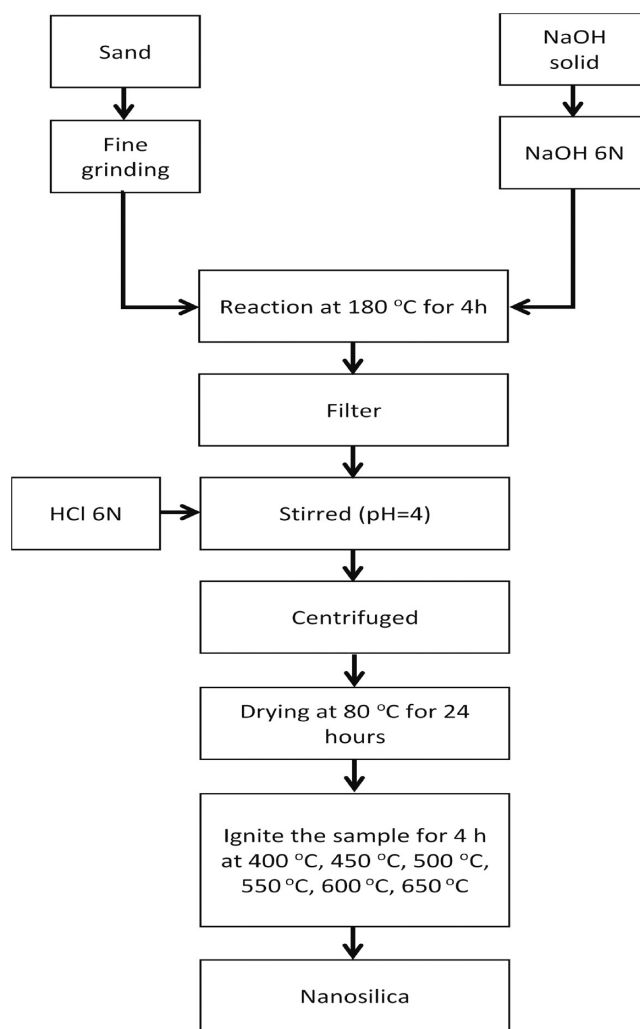 Sand
NaOH
solid
Fine
grinding
NaOH 6N
Reaction at 180 °C for 4h
Filter
HCl 6N
Stirred (pH=4)
Centrifuged
Drying at 80 °C for 24
hours
Ignite the sample for 4 h
at 400 °C, 450 °C, 500 °C,
550 °C, 600 °C, 650 °C
Nanosilica